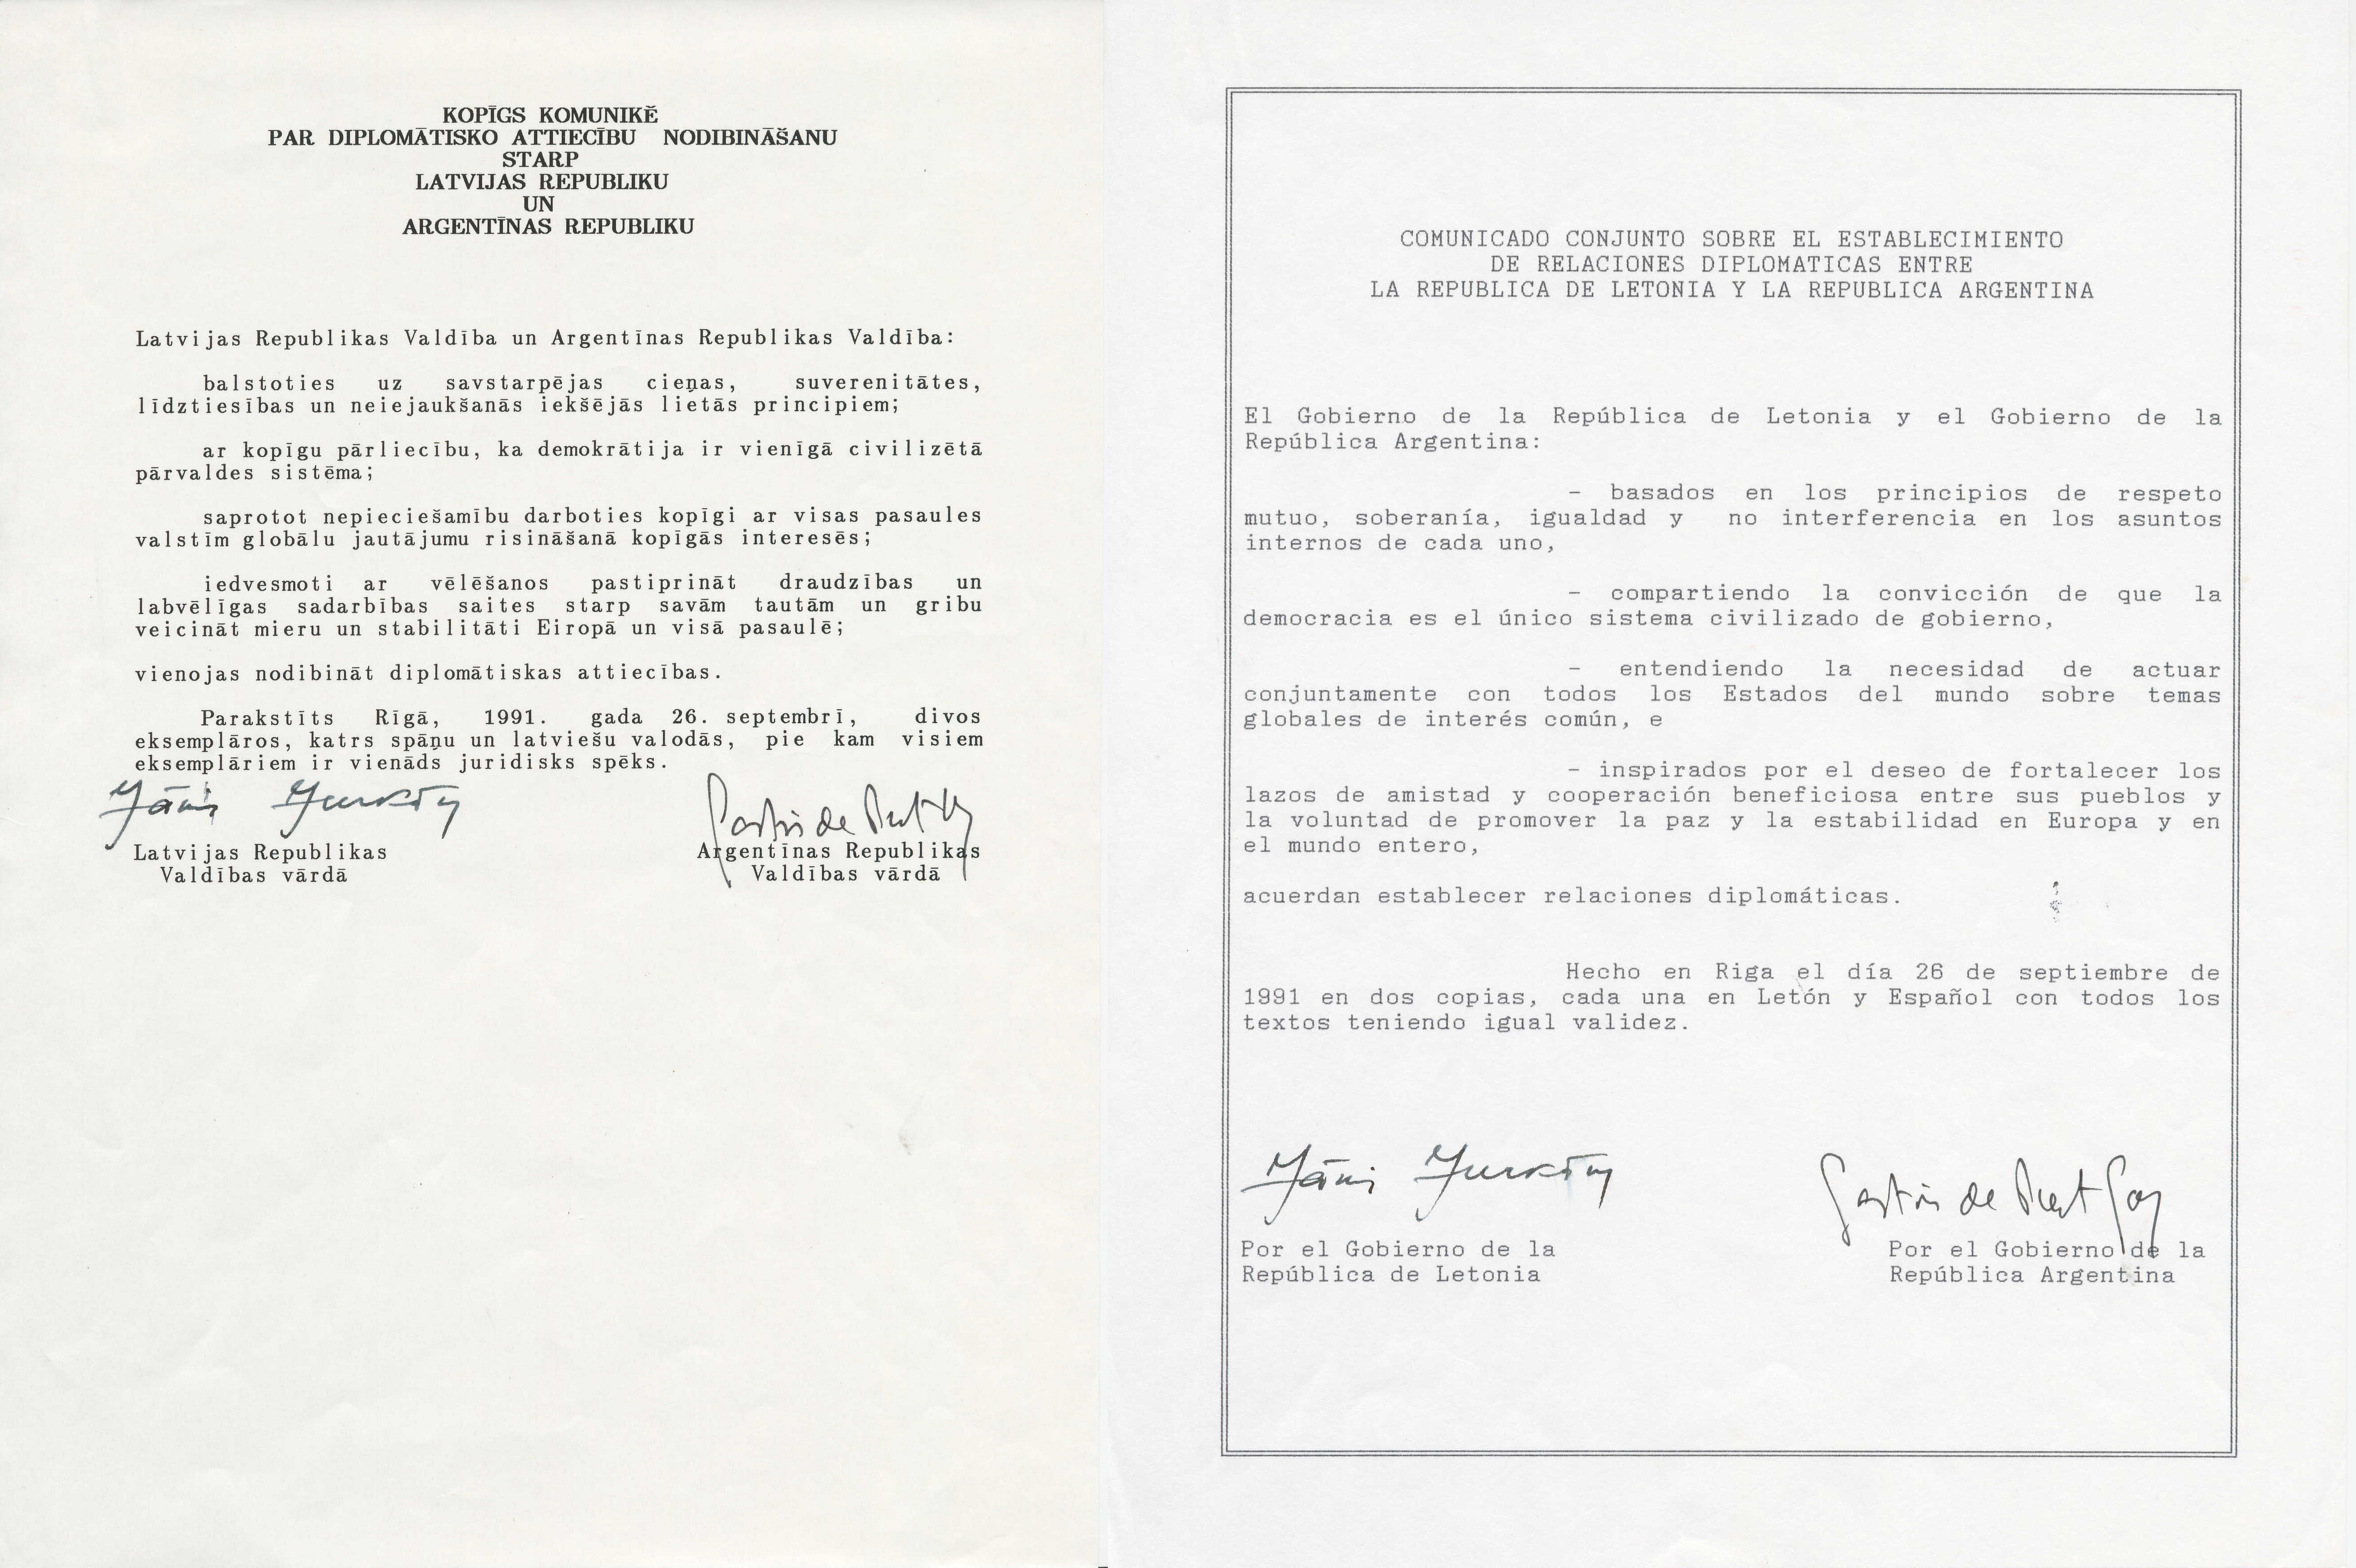 KOPĪGS KOMUNIKĒ
PAR DIPLOMĀTISKO ATTIECĪBU NODIBINĀŠANU
STARP
LATVIJAS REPUBLIKU
UN
ARGENTĪNAS REPUBLIKU
Latvijas Republikas Valdība un Argentīnas Republikas Valdība:
balstoties uz savstarpējas cieņas, suverenitātes,
līdztiesības un neiejaukšanās iekšējās lietās principiem;
ar kopīgu pārliecību, ka demokrātija ir vienīgā civilizētā
pārvaldes sistēma;
saprotot nepieciešamību darboties kopīgi ar visas pasaules
valstīm globālu jautājumu risināšanā kopīgās interesēs;
iedvesmoti ar vēlēšanos pastiprināt draudzības un
labvēlīgas sadarbības saites starp savām tautām un gribu
veicināt mieru un stabilitāti Eiropā un visā pasaulē;
vienojas nodibināt diplomātiskas attiecības.
Parakstīts Rīgā, 1991. gada 26. septembrī, divos
eksemplāros, katrs spāņu un latviešu valodās, pie kam visiem
eksemplāriem ir vienāds juridisks spēks.
Latvijas Republikas
Valdības vārdā
Argentīnas Republikas
Valdības vārdā
COMUNICADO CONJUNTO SOBRE EL ESTABLECIMIENTO
DE RELACIONES DIPLOMATICAS ENTRE
LA REPUBLICA DE LETONIA Y LA REPUBLICA ARGENTINA
El Gobierno de la República de Letonia y el Gobierno de la
República Argentina:
- basados en los principios de respeto
mutuo, soberanía, igualdad y no interferencia en los asuntos
internos de cada uno,
- compartiendo la convicción de que la
democracia es el único sistema civilizado de gobierno,
- entendiendo la necesidad de actuar
conjuntamente con todos los Estados del mundo sobre temas
globales de interés común, e
- inspirados por el deseo de fortalecer los
lazos de amistad y cooperación beneficiosa entre sus pueblos y
la voluntad de promover la paz y la estabilidad en Europa y en
el mundo entero,
acuerdan establecer relaciones diplomáticas.
Hecho en Riga el día 26 de septiembre de
1991 en dos copias, cada una en Letón y Español con todos los
textos teniendo igual validez.
Por el Gobierno de la
República de Letonia
Por el Gobierno de la
República Argentina